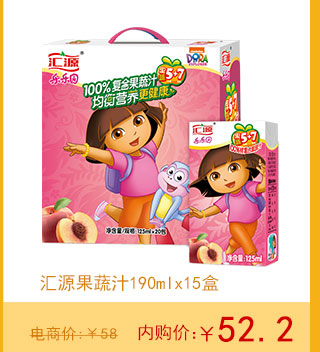 汇源
乐乐园
DORA
100%复合果蔬汁
均衡营养更健康
5+7
净含量/规格:125ml×20包
汇源
乐乐园
5+7
净含量:125ml
汇源果蔬汁190mlx15盒
电商价:￥58 内购价:￥52.2